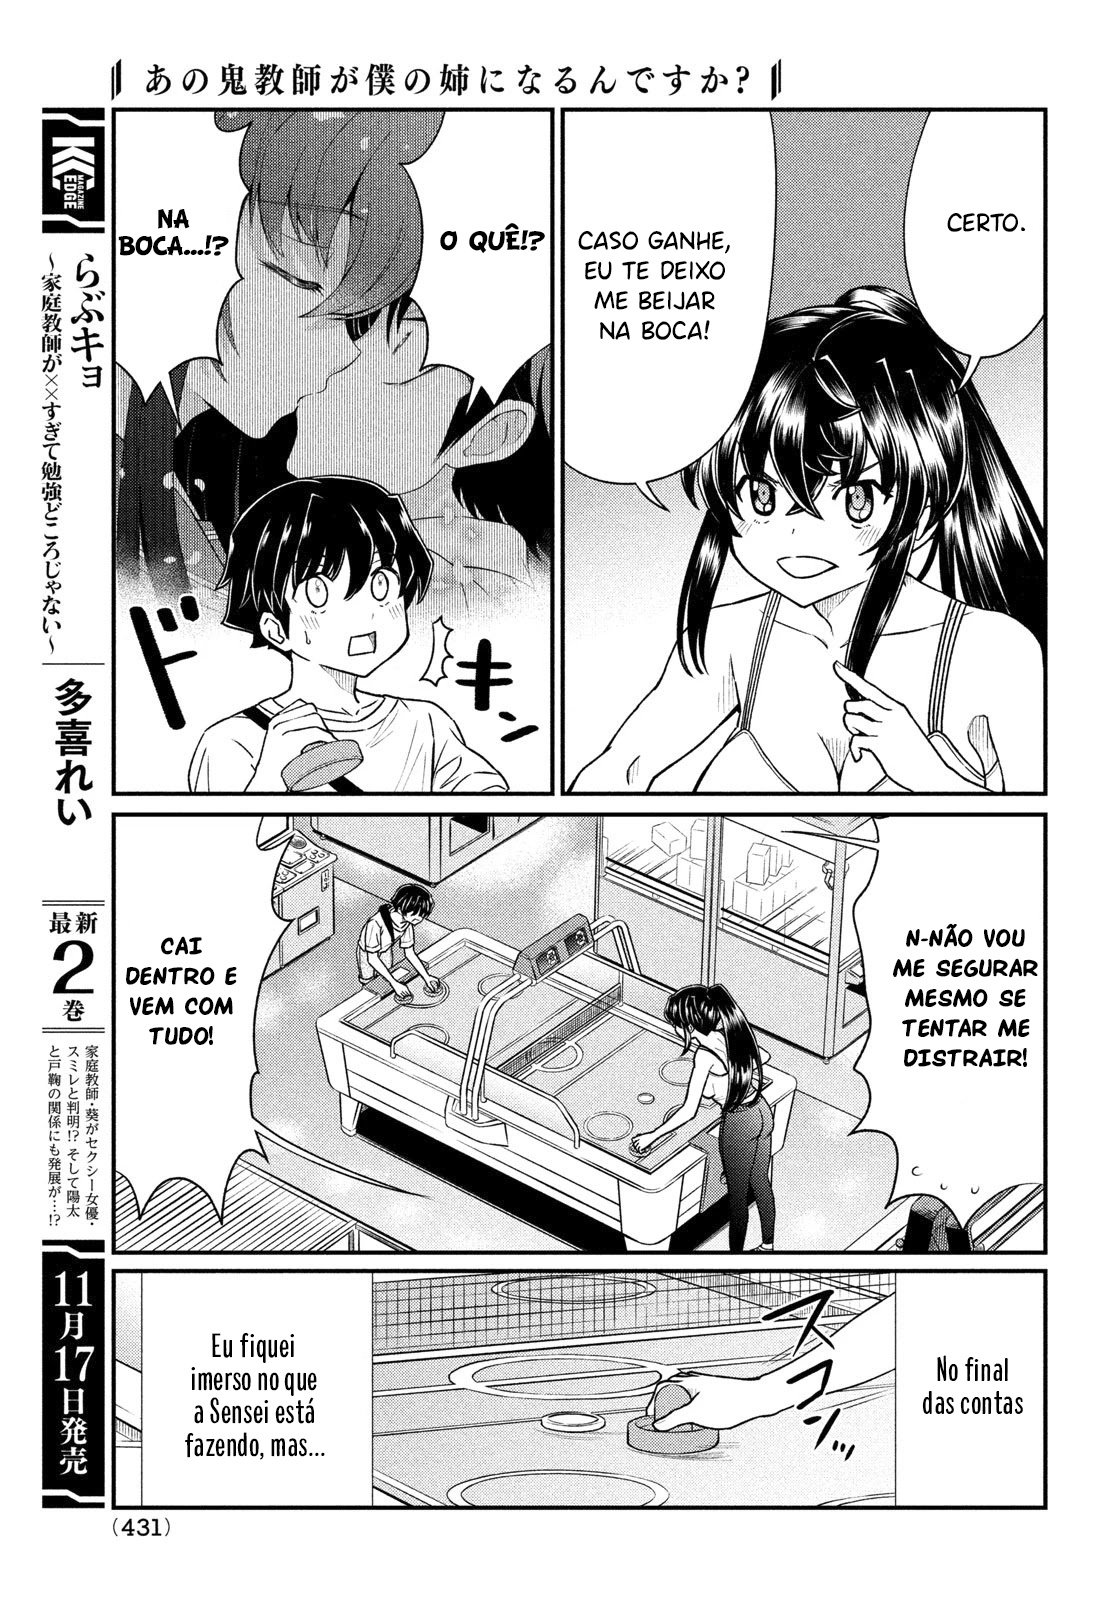 あの鬼教師が僕の姉になるんですか?
CERTO.
CASO GANHE,
EU TE DEIXO
ME BEIJAR
NA BOCA!
O QUÊ!?
NA
BOCA...!?
ドキン
N-NÃO VOU
ME SEGURAR
MESMO SE
TENTAR ME
DISTRAIR!
CAI
DENTRO E
VEM COM
TUDO!
No final
das contas
スッ
Eu fiquei
imerso no que
a Sensei está
fazendo, mas...
KC
MAGAZINE
EDGE
らぶキョ
~家庭教師が××すぎて勉強どころじゃない~
多喜れい
最新
2
巻
家庭教師・葵がセクシー女優・
スミレと判明!? そして陽太
と戸鞠の関係にも発展が…!?
11月17日発売
(431)